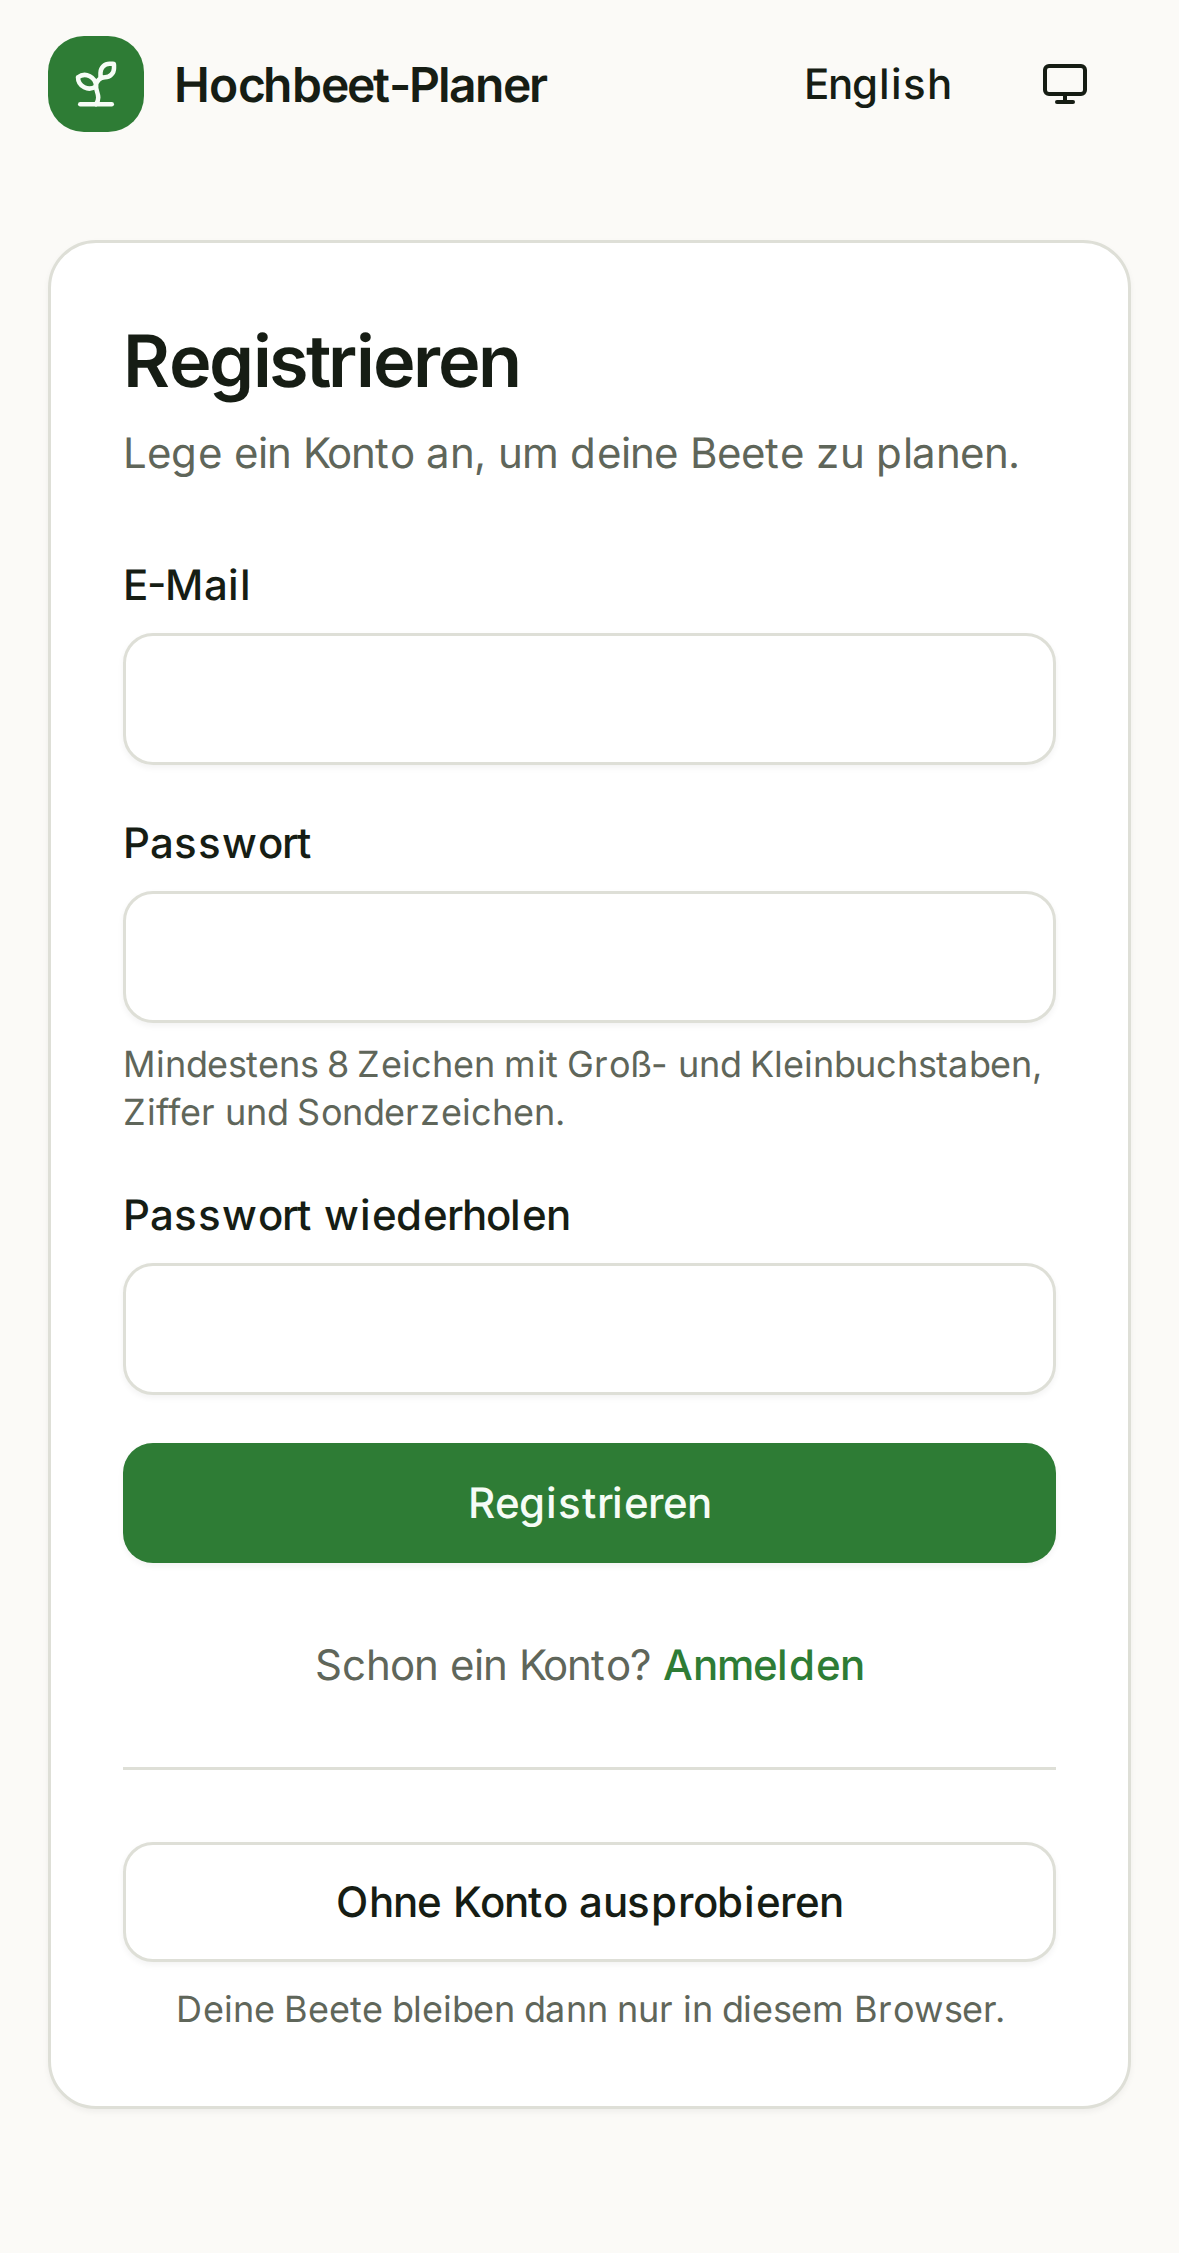 Hochbeet-Planer
English
Registrieren
Lege ein Konto an, um deine Beete zu planen.
E-Mail
Passwort
Mindestens 8 Zeichen mit Groß- und Kleinbuchstaben,
Ziffer und Sonderzeichen.
Passwort wiederholen
Registrieren
Schon ein Konto? Anmelden
Ohne Konto ausprobieren
Deine Beete bleiben dann nur in diesem Browser.